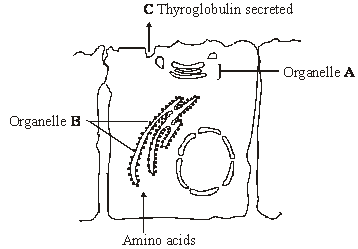 C Thyroglobulin secreted
Organelle A
Organelle B
Amino acids